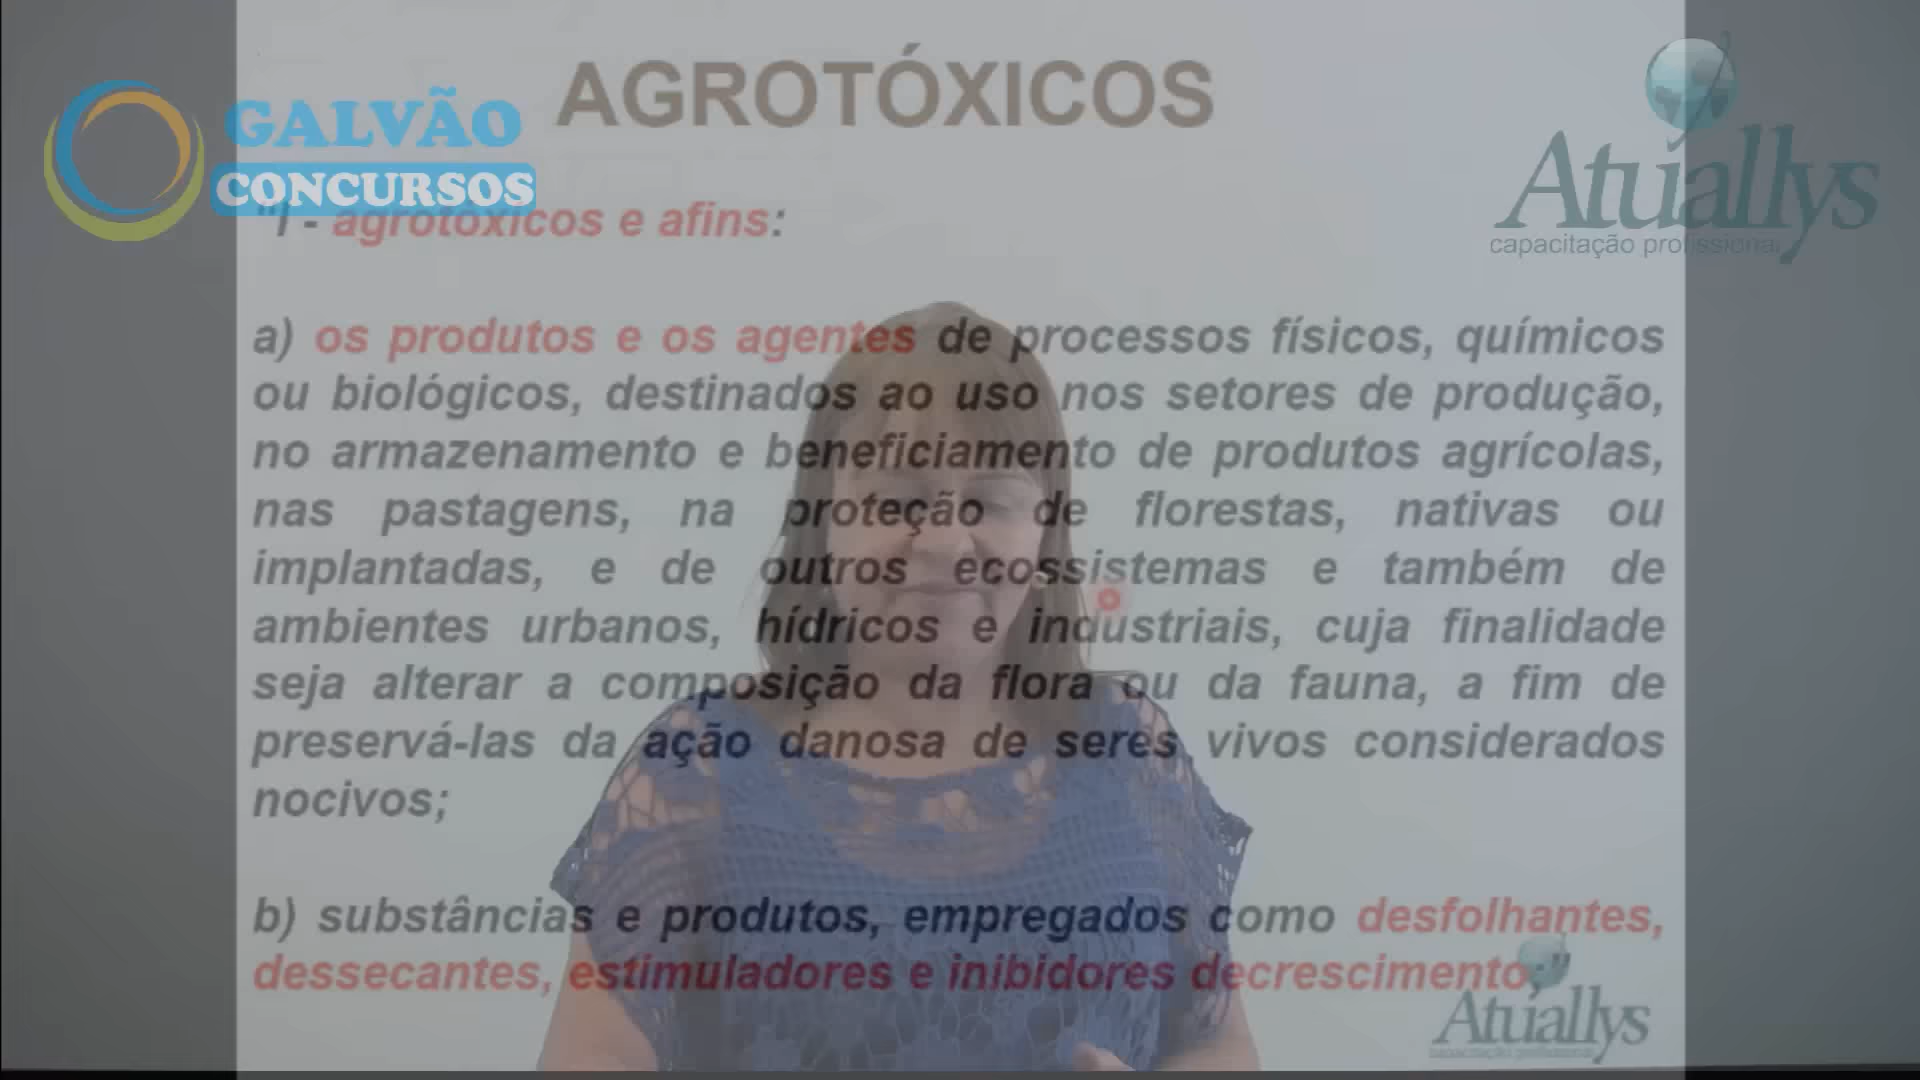 AGROTÓXICOS
GALVÃO
CONCURSOS
Atuallys
capacitação profissional
"I - agrotóxicos e afins:
a) os produtos e os agentes de processos físicos, químicos
ou biológicos, destinados ao uso nos setores de produção,
no armazenamento e beneficiamento de produtos agrícolas,
nas pastagens, na proteção de florestas, nativas ou
implantadas, e de outros ecossistemas e também de
ambientes urbanos, hídricos e industriais, cuja finalidade
seja alterar a composição da flora ou da fauna, a fim de
preservá-las da ação danosa de seres vivos considerados
nocivos;
b) substâncias e produtos, empregados como desfolhantes,
dessecantes, estimuladores e inibidores decrescimento;"
Atuallys
capacitação profissional